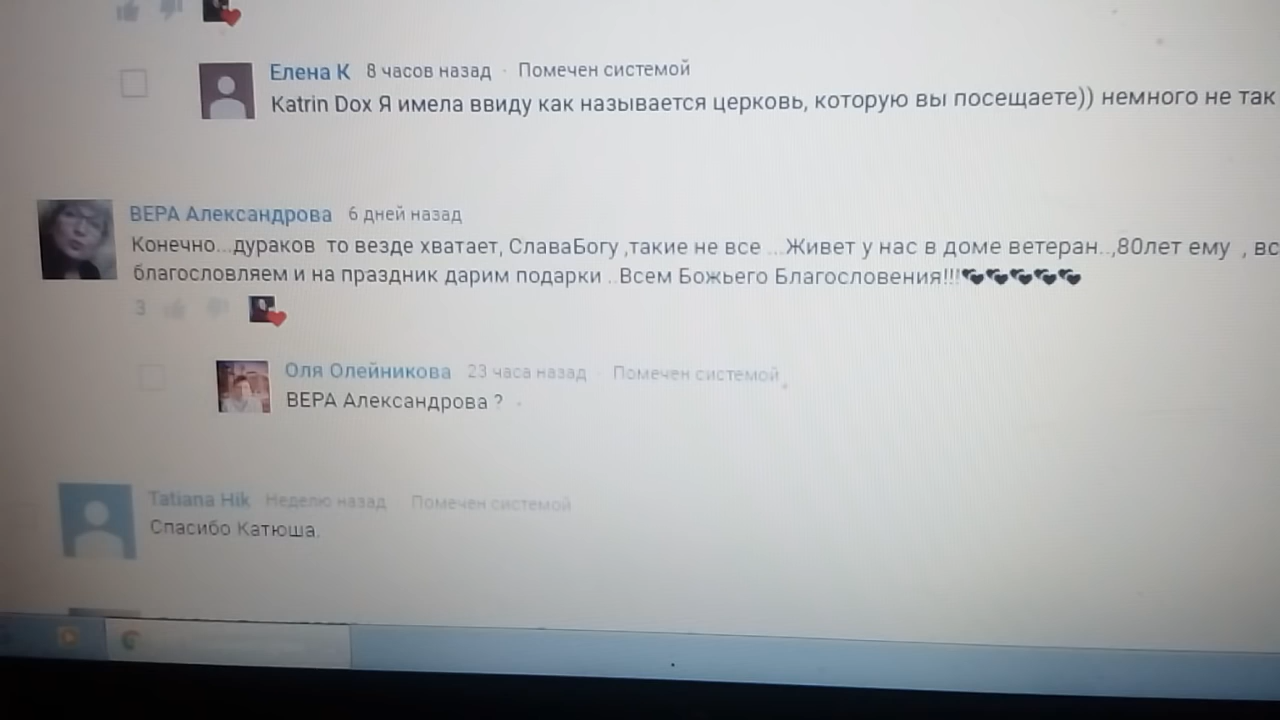 Елена К 8 часов назад · Помечен системой
Katrin Dox Я имела ввиду как называется церковь, которую вы посещаете)) немного не так
ВЕРА Александрова 6 дней назад
Конечно...дураков то везде хватает, СлаваБогу ,такие не все ...Живет у нас в доме ветеран..,80лет ему , вс
благословляем и на праздник дарим подарки ..Всем Божьего Благословения!!!💕💕💕💕💕
3
Оля Олейникова 23 часа назад · Помечен системой
ВЕРА Александрова ?
Tatiana Hik Неделю назад · Помечен системой
Спасибо Катюша.